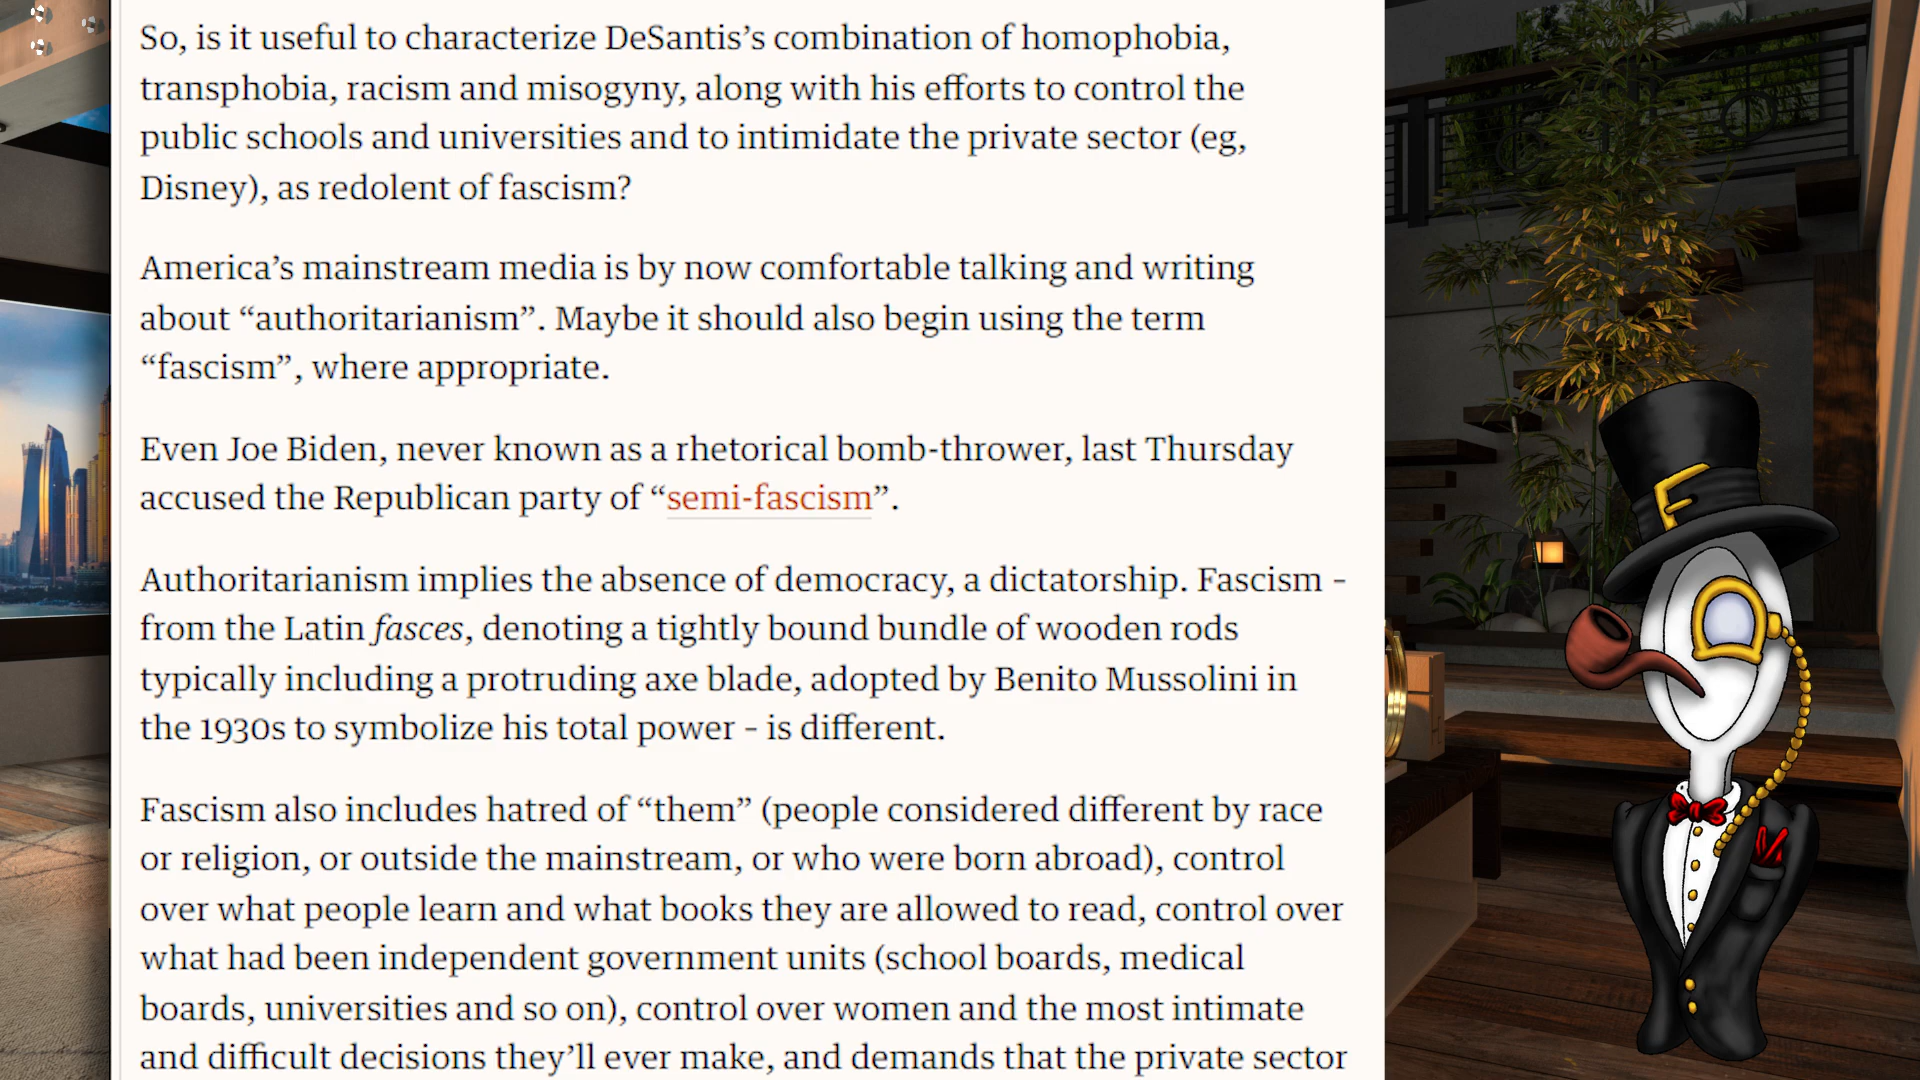 So, is it useful to characterize DeSantis’s combination of homophobia,
transphobia, racism and misogyny, along with his efforts to control the
public schools and universities and to intimidate the private sector (eg,
Disney), as redolent of fascism?
America’s mainstream media is by now comfortable talking and writing
about “authoritarianism”. Maybe it should also begin using the term
“fascism”, where appropriate.
Even Joe Biden, never known as a rhetorical bomb-thrower, last Thursday
accused the Republican party of “semi-fascism”.
Authoritarianism implies the absence of democracy, a dictatorship. Fascism –
from the Latin fasces, denoting a tightly bound bundle of wooden rods
typically including a protruding axe blade, adopted by Benito Mussolini in
the 1930s to symbolize his total power – is different.
Fascism also includes hatred of “them” (people considered different by race
or religion, or outside the mainstream, or who were born abroad), control
over what people learn and what books they are allowed to read, control over
what had been independent government units (school boards, medical
boards, universities and so on), control over women and the most intimate
and difficult decisions they’ll ever make, and demands that the private sector
F